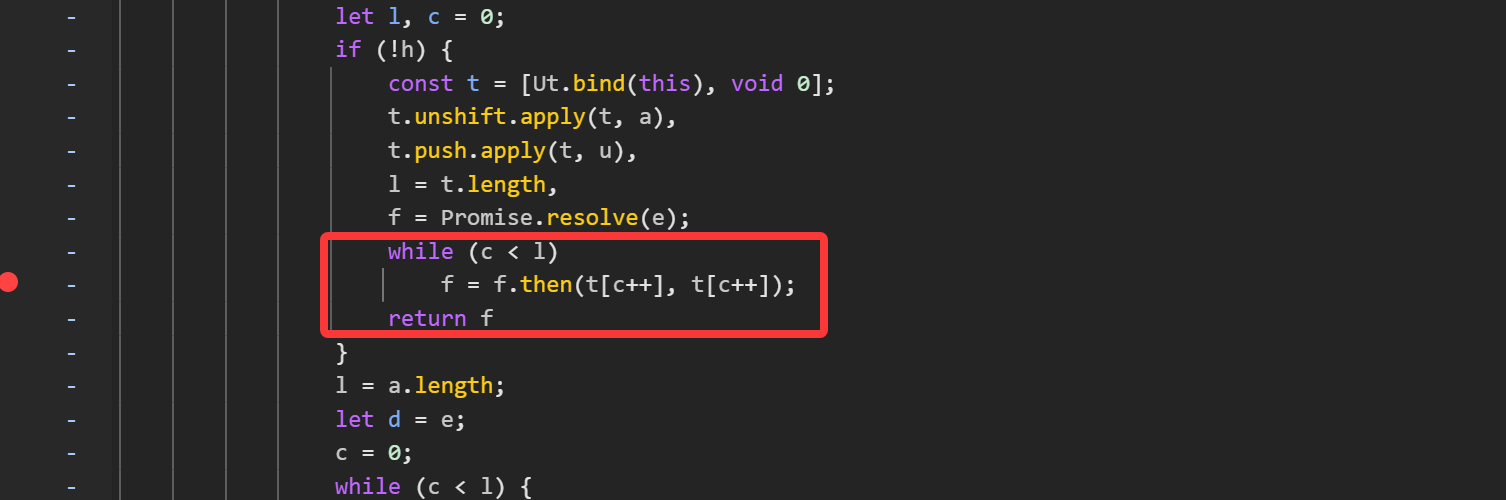 - let l, c = 0;
- if (!h) {
- const t = [Ut.bind(this), void 0];
- t.unshift.apply(t, a),
- t.push.apply(t, u),
- l = t.length,
- f = Promise.resolve(e);
- while (c < l)
- f = f.then(t[c++], t[c++]);
- return f
- }
- l = a.length;
- let d = e;
- c = 0;
- while (c < l) {